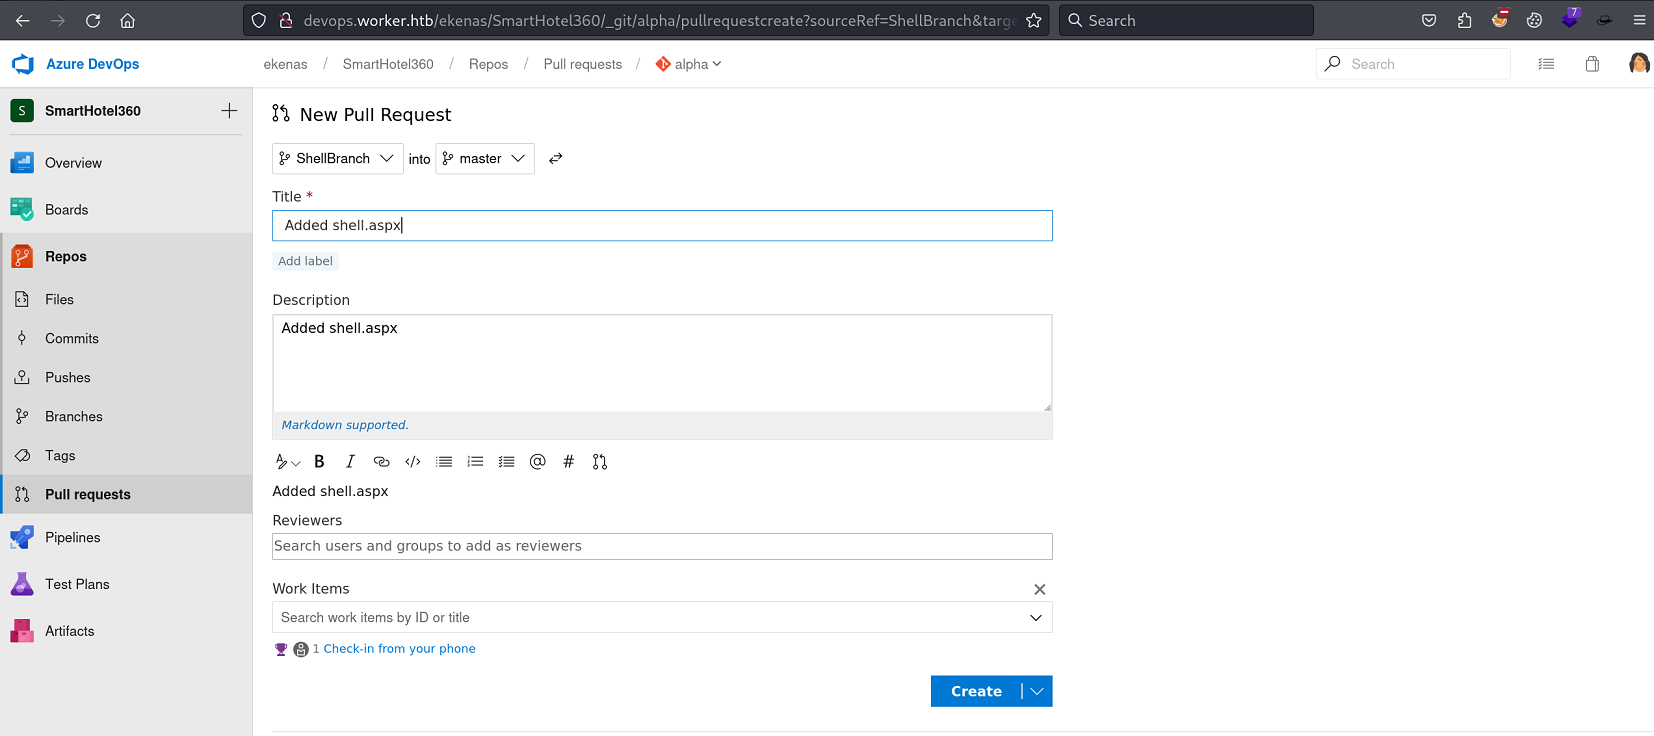 devops.worker.htb/ekenas/SmartHotel360/_git/alpha/pullrequestcreate?sourceRef=ShellBranch&targe
Search
7
Azure DevOps
ekenas / SmartHotel360 / Repos / Pull requests / alpha
Search
S SmartHotel360
Overview
Boards
Repos
Files
Commits
Pushes
Branches
Tags
Pull requests
Pipelines
Test Plans
Artifacts
New Pull Request
ShellBranch into master
Title *
Added shell.aspx
Add label
Description
Added shell.aspx
Markdown supported.
B I </> @ #
Added shell.aspx
Reviewers
Search users and groups to add as reviewers
Work Items
Search work items by ID or title
1 Check-in from your phone
Create